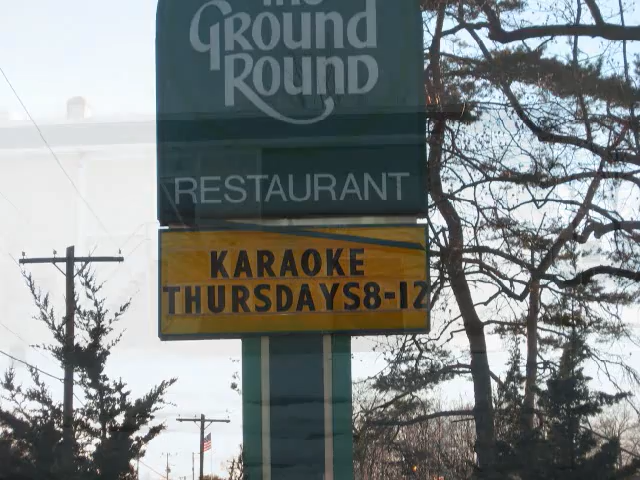 The
Ground
Round
RESTAURANT
KARAOKE
THURSDAYS8-12